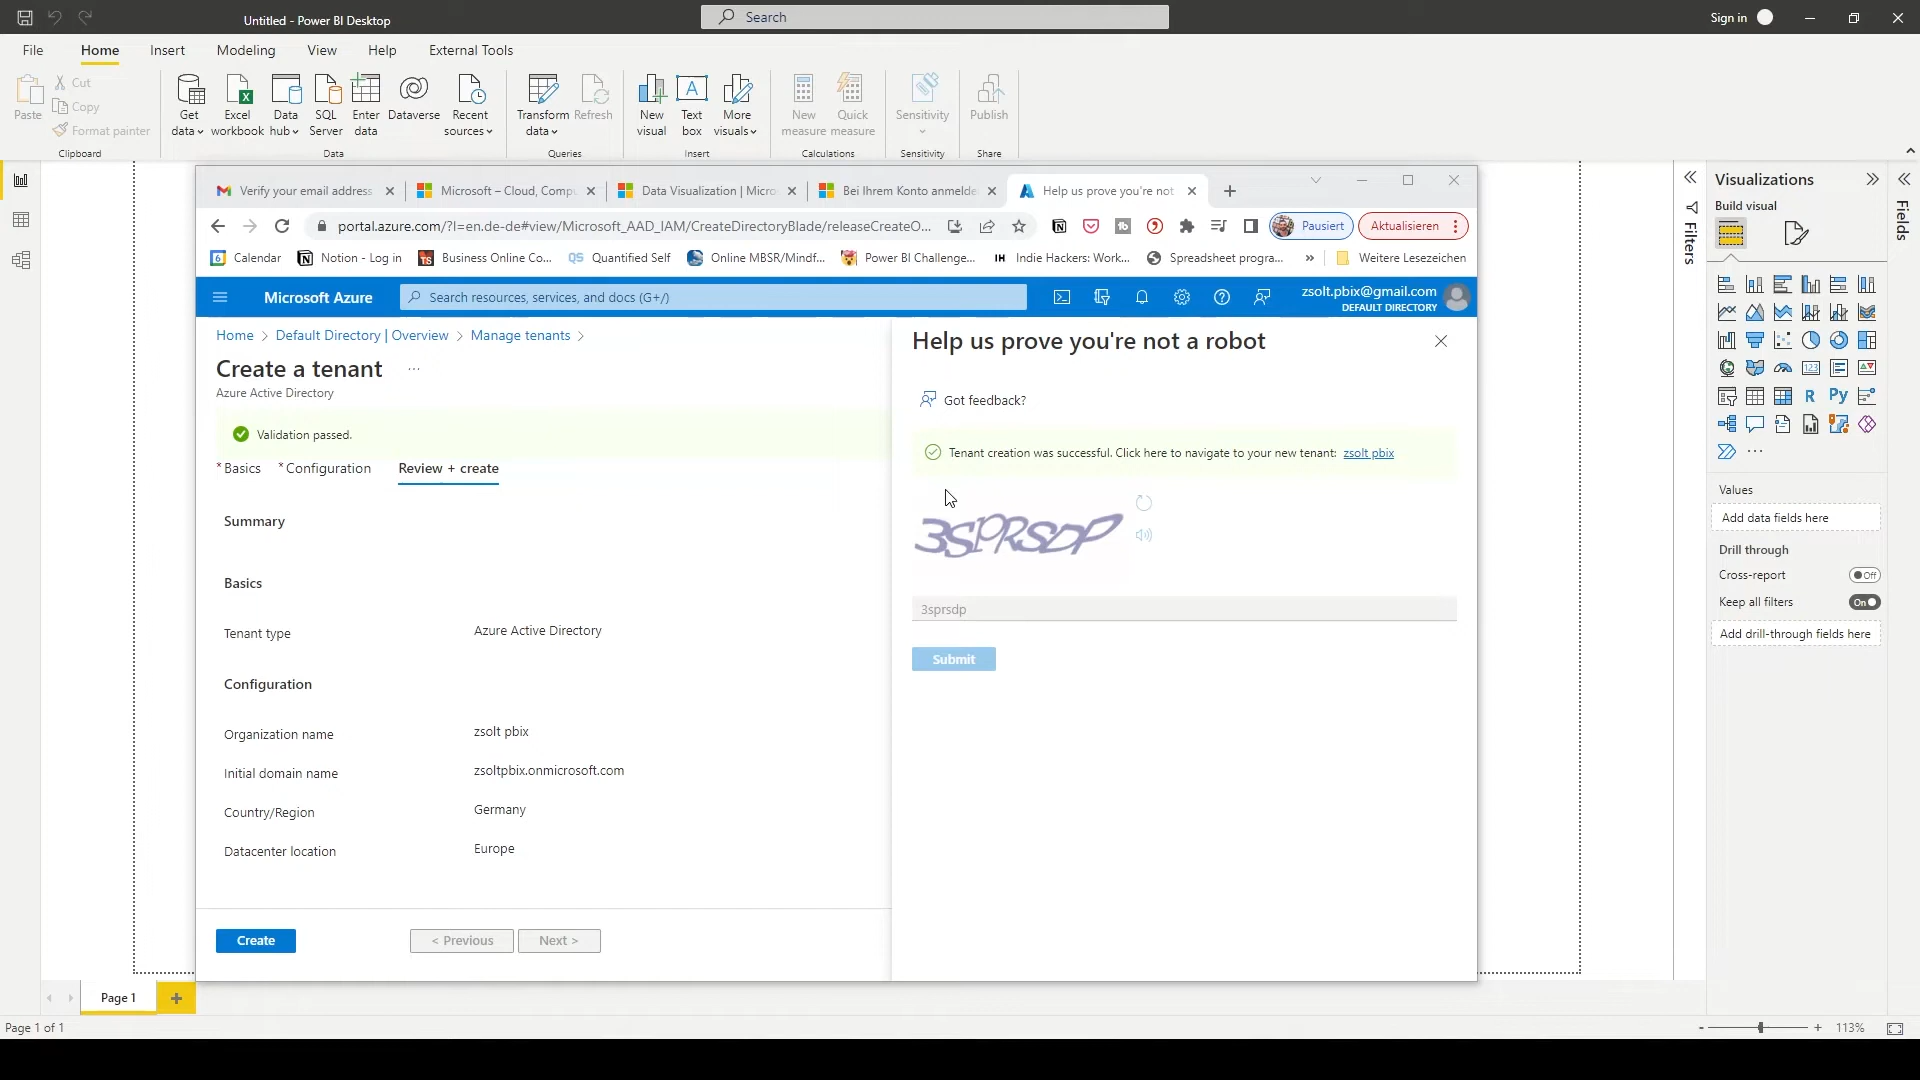 Untitled - Power BI Desktop
Search
Sign in
File
Home
Insert
Modeling
View
Help
External Tools
Paste
Cut
Copy
Format painter
Clipboard
Get data
Excel workbook
Data hub
SQL Server
Enter data
Dataverse
Recent sources
Data
Transform data
Refresh
Queries
New visual
Text box
More visuals
Insert
New measure
Quick measure
Calculations
Sensitivity
Sensitivity
Publish
Share
Verify your email address
Microsoft – Cloud, Compu
Data Visualization | Micro
Bei Ihrem Konto anmelde
Help us prove you're not
portal.azure.com/?l=en.de-de#view/Microsoft_AAD_IAM/CreateDirectoryBlade/releaseCreateO...
Pausiert
Aktualisieren
Calendar
Notion - Log in
Business Online Co...
Quantified Self
Online MBSR/Mindf...
Power BI Challenge...
Indie Hackers: Work...
Spreadsheet progra...
»
Weitere Lesezeichen
Microsoft Azure
Search resources, services, and docs (G+/)
zsolt.pbix@gmail.com
DEFAULT DIRECTORY
Home > Default Directory | Overview > Manage tenants >
Create a tenant ...
Azure Active Directory
Validation passed.
* Basics
* Configuration
Review + create
Summary
Basics
Tenant type
Azure Active Directory
Configuration
Organization name
zsolt pbix
Initial domain name
zsoltpbix.onmicrosoft.com
Country/Region
Germany
Datacenter location
Europe
Create
< Previous
Next >
Help us prove you're not a robot
Got feedback?
Tenant creation was successful. Click here to navigate to your new tenant: zsolt pbix
3SPRSDP
3sprsdp
Submit
Filters
Visualizations
Build visual
R
Py
123
...
Values
Add data fields here
Drill through
Cross-report
Off
Keep all filters
On
Add drill-through fields here
Fields
Page 1
+
Page 1 of 1
- + 113%